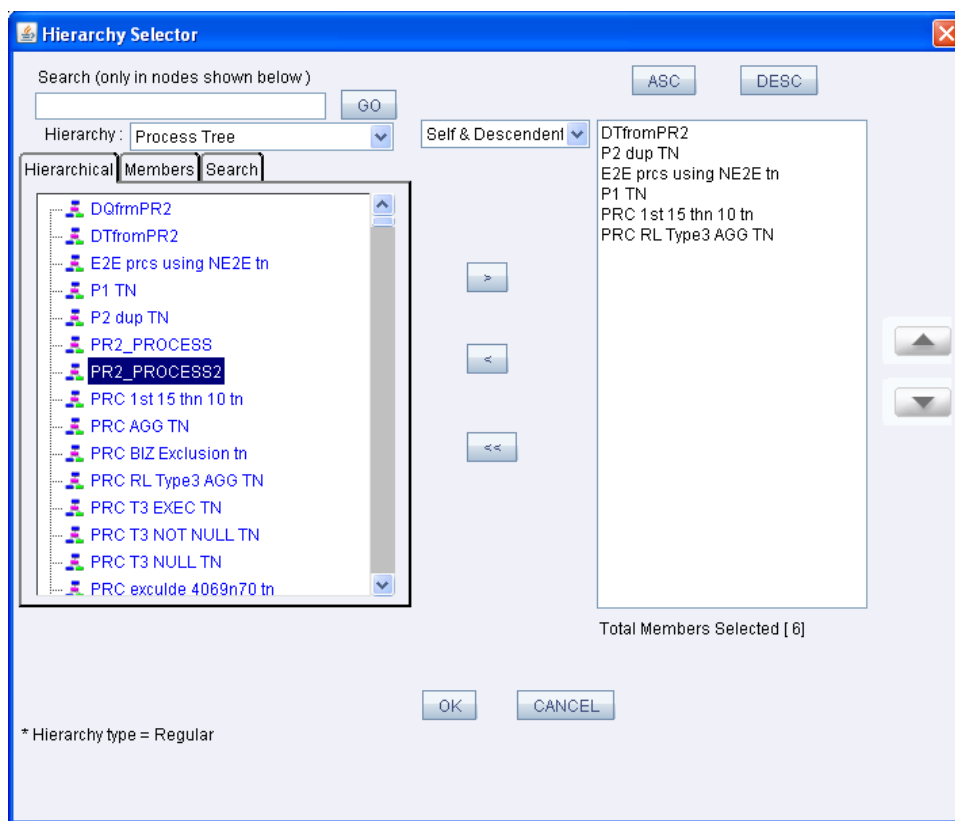 Hierarchy Selector
Search (only in nodes shown below )
GO
ASC
DESC
Hierarchy :
Process Tree
Self & Descendent
Hierarchical
Members
Search
DQfrmPR2
DTfromPR2
E2E prcs using NE2E tn
P1 TN
P2 dup TN
PR2_PROCESS
PR2_PROCESS2
PRC 1st 15 thn 10 tn
PRC AGG TN
PRC BIZ Exclusion tn
PRC RL Type3 AGG TN
PRC T3 EXEC TN
PRC T3 NOT NULL TN
PRC T3 NULL TN
PRC exculde 4069n70 tn
>
<
<<
DTfromPR2
P2 dup TN
E2E prcs using NE2E tn
P1 TN
PRC 1st 15 thn 10 tn
PRC RL Type3 AGG TN
Total Members Selected [ 6]
OK
CANCEL
* Hierarchy type = Regular